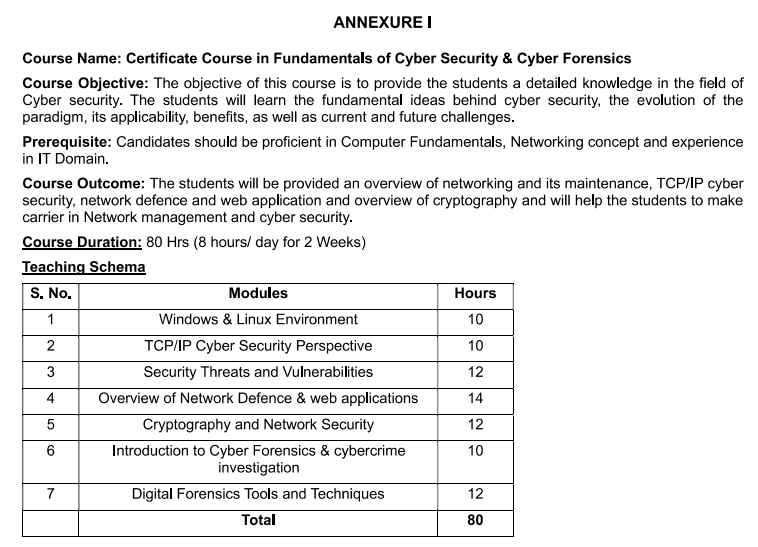 ANNEXURE I
Course Name: Certificate Course in Fundamentals of Cyber Security & Cyber Forensics
Course Objective: The objective of this course is to provide the students a detailed knowledge in the field of
Cyber security. The students will learn the fundamental ideas behind cyber security, the evolution of the
paradigm, its applicability, benefits, as well as current and future challenges.
Prerequisite: Candidates should be proficient in Computer Fundamentals, Networking concept and experience
in IT Domain.
Course Outcome: The students will be provided an overview of networking and its maintenance, TCP/IP cyber
security, network defence and web application and overview of cryptography and will help the students to make
carrier in Network management and cyber security.
Course Duration: 80 Hrs (8 hours/ day for 2 Weeks)
Teaching Schema
S. No. Modules Hours
1 Windows & Linux Environment 10
2 TCP/IP Cyber Security Perspective 10
3 Security Threats and Vulnerabilities 12
4 Overview of Network Defence & web applications 14
5 Cryptography and Network Security 12
6 Introduction to Cyber Forensics & cybercrime 10
investigation
7 Digital Forensics Tools and Techniques 12
Total 80